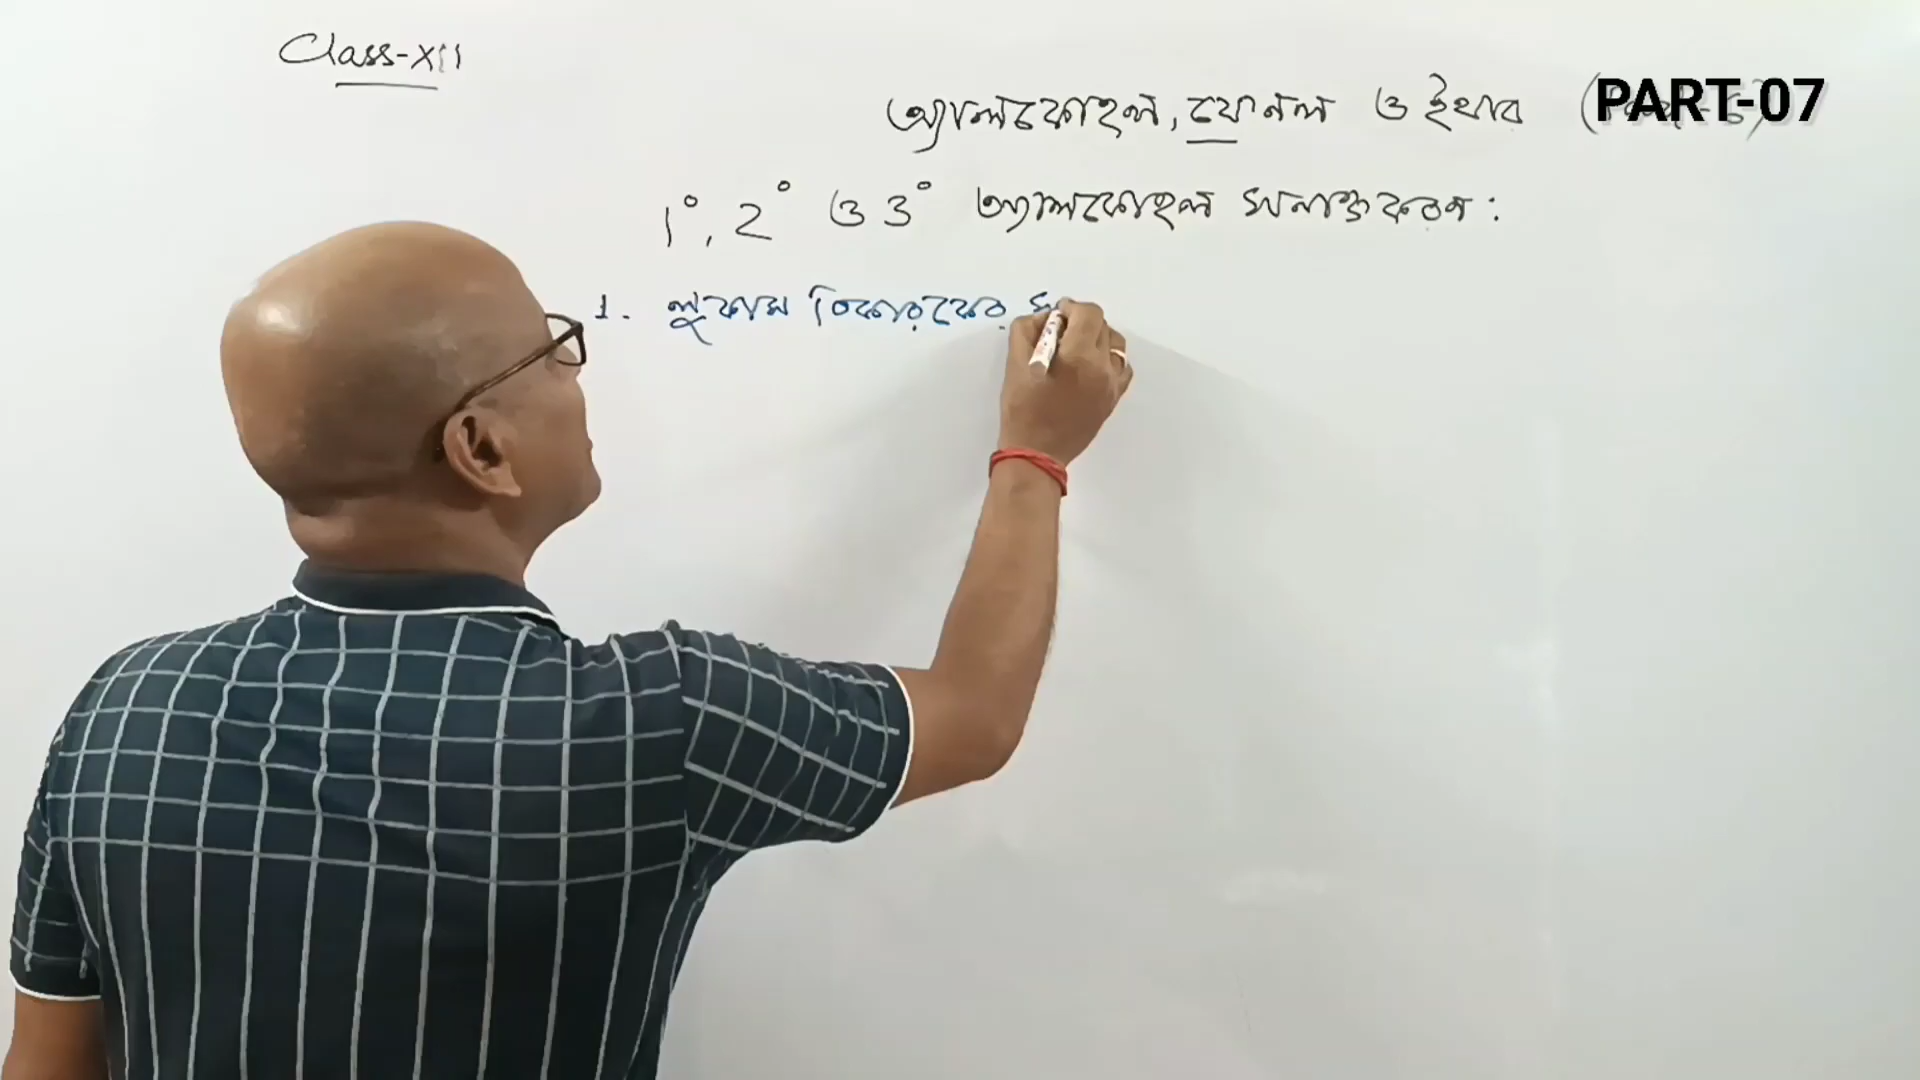 Class-XII
অ্যালকোহল, ফেনল ও ইথার ( PART-07
1°, 2° ও 3° অ্যালকোহল সনাক্তকরণ :
1. লুকাস বিকারকের